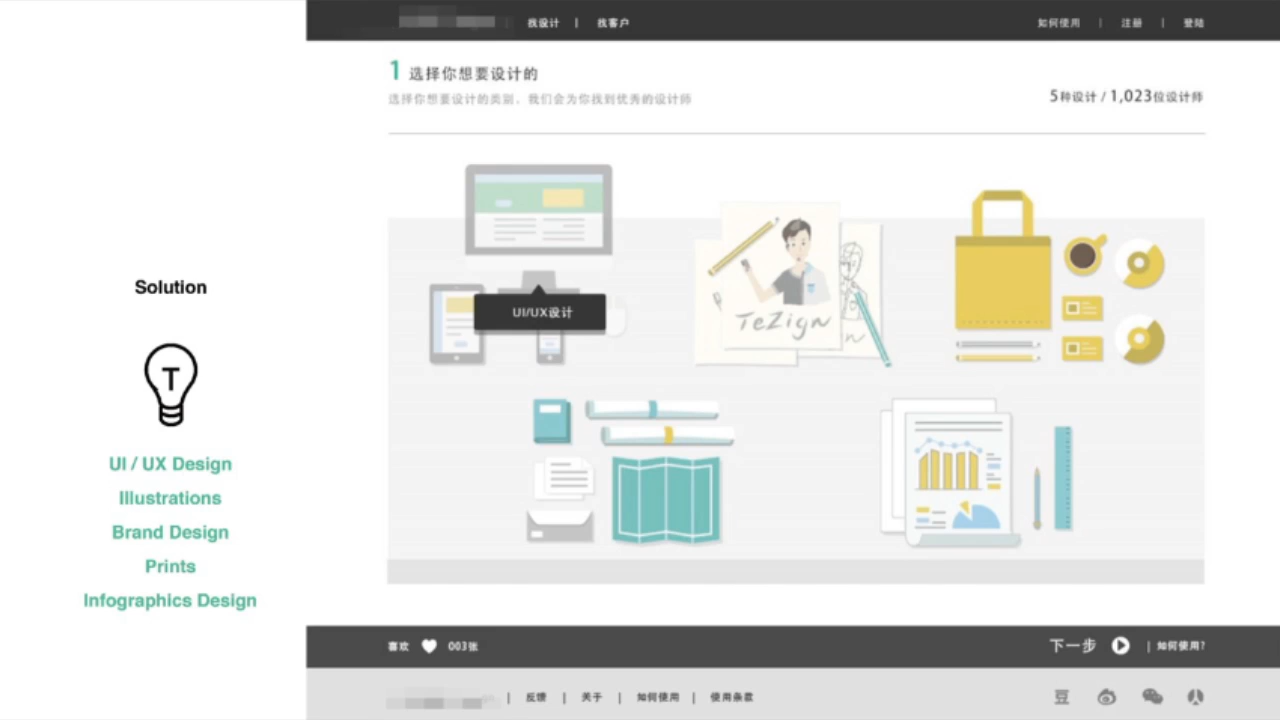 找设计 | 找客户
如何使用 | 注册 | 登陆
1 选择你想要设计的
选择你想要设计的类别，我们会为你找到优秀的设计师
5种设计 / 1,023位设计师
UI/UX设计
TeZign
Solution
T
UI / UX Design
Illustrations
Brand Design
Prints
Infographics Design
喜欢 003张
下一步 | 如何使用?
| 反馈 | 关于 | 如何使用 | 使用条款
豆